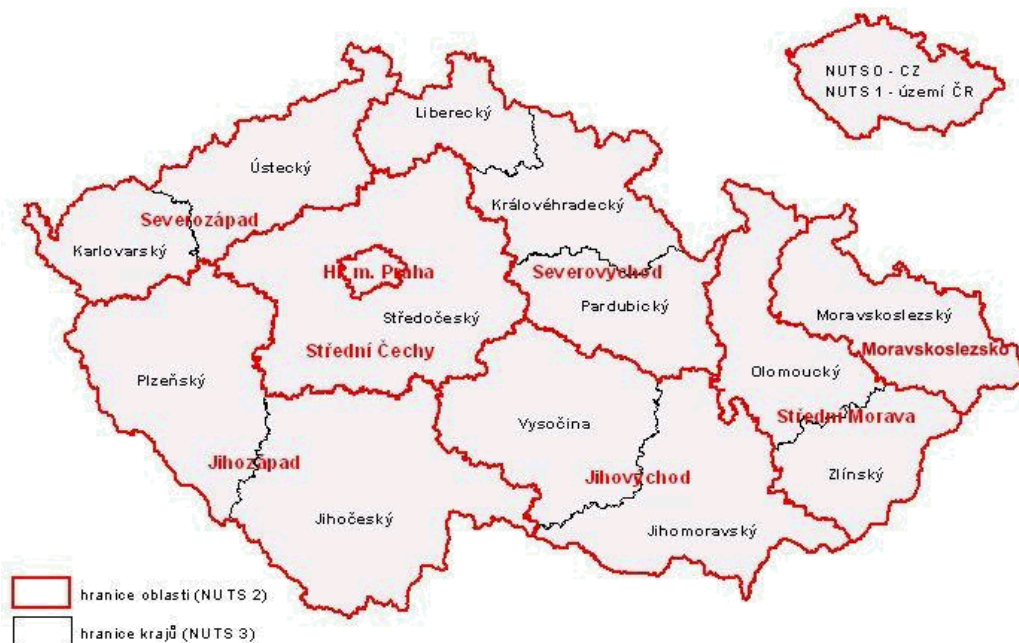 NUTS 0 - CZ
NUTS 1 - území ČR
Liberecký
Ústecký
Královéhradecký
Severozápad
Karlovarský
Hl. m. Praha
Severovýchod
Pardubický
Středočeský
Moravskoslezský
Střední Čechy
Moravskoslezsko
Plzeňský
Olomoucký
Střední Morava
Vysočina
Jihozápad
Jihovýchod
Zlínský
Jihočeský
Jihomoravský
hranice oblasti (NUTS 2)
hranice krajů (NUTS 3)